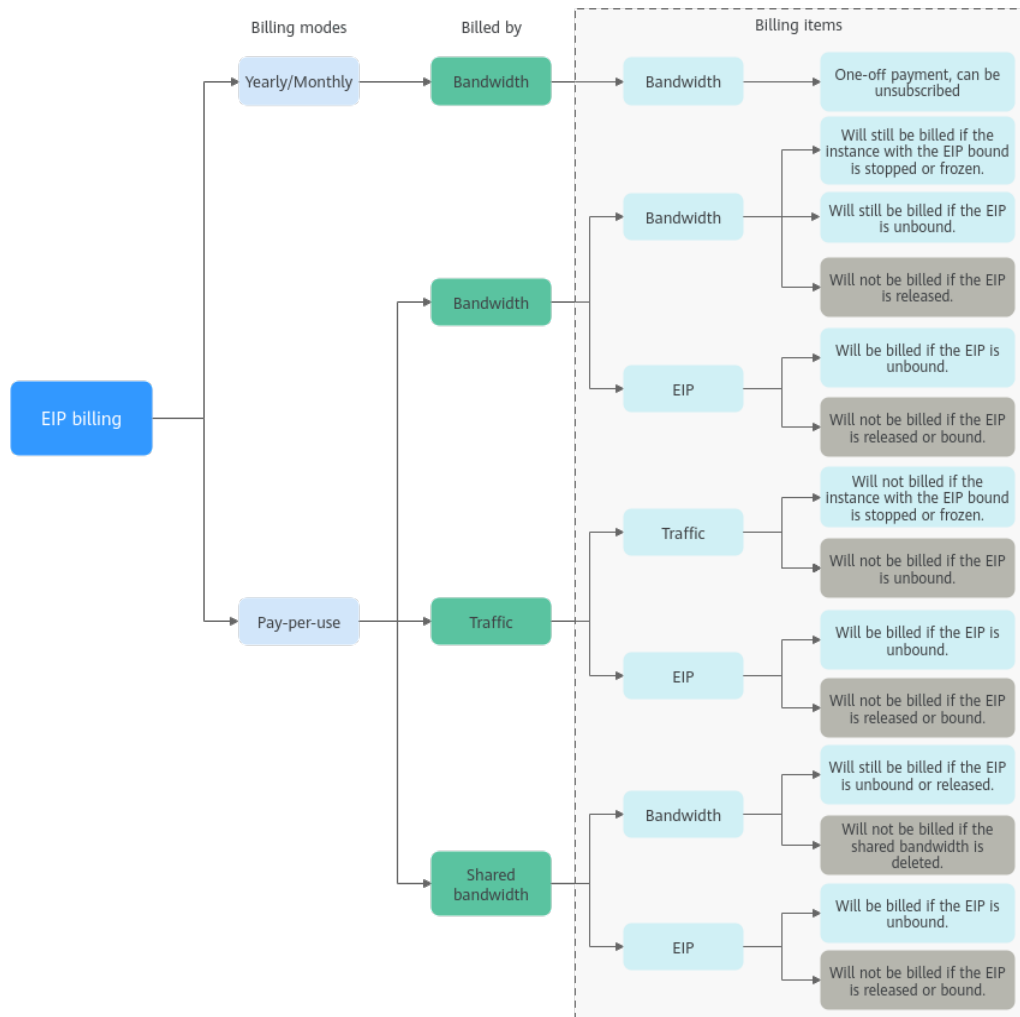 Billing modes
Billed by
Billing items
EIP billing
Yearly/Monthly
Bandwidth
Bandwidth
One-off payment, can be
unsubscribed
Pay-per-use
Bandwidth
Bandwidth
Will still be billed if the
instance with the EIP bound
is stopped or frozen.
Will still be billed if the EIP
is unbound.
Will not be billed if the EIP
is released.
EIP
Will be billed if the EIP is
unbound.
Will not be billed if the EIP
is released or bound.
Traffic
Traffic
Will not billed if the
instance with the EIP bound
is stopped or frozen.
Will not be billed if the EIP
is unbound.
EIP
Will be billed if the EIP is
unbound.
Will not be billed if the EIP
is released or bound.
Shared
bandwidth
Bandwidth
Will still be billed if the EIP
is unbound or released.
Will not be billed if the
shared bandwidth is
deleted.
EIP
Will be billed if the EIP is
unbound.
Will not be billed if the EIP
is released or bound.